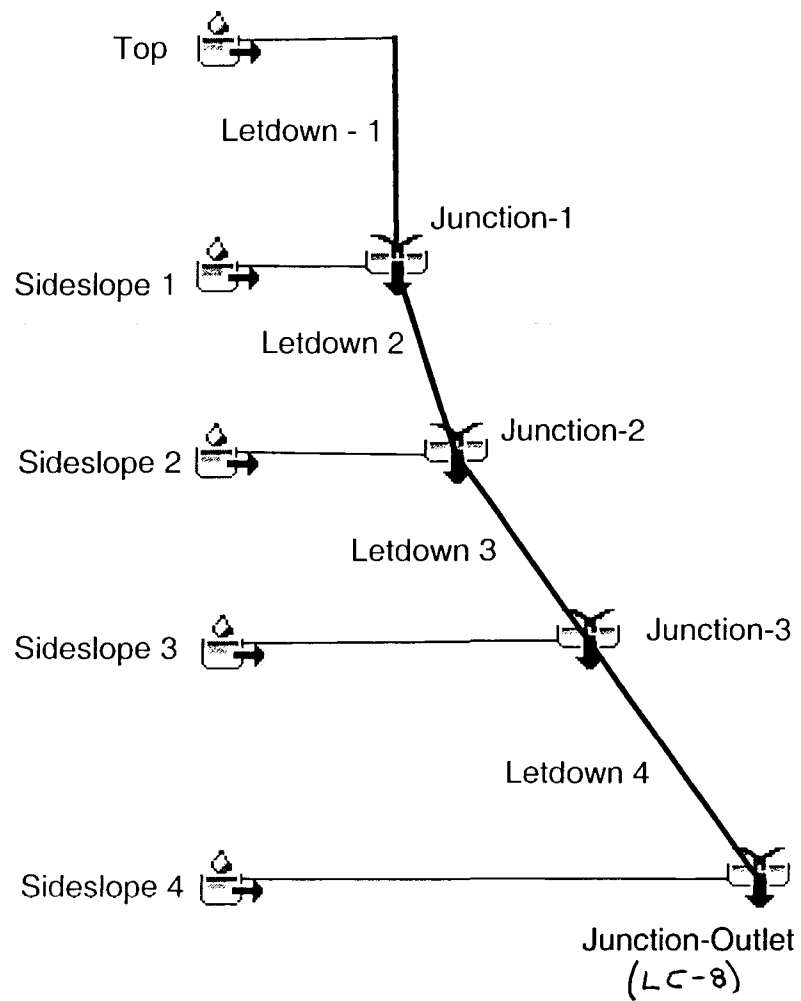 Top
Letdown - 1
Junction-1
Sideslope 1
Letdown 2
Junction-2
Sideslope 2
Letdown 3
Junction-3
Sideslope 3
Letdown 4
Sideslope 4
Junction-Outlet
(LC-8)